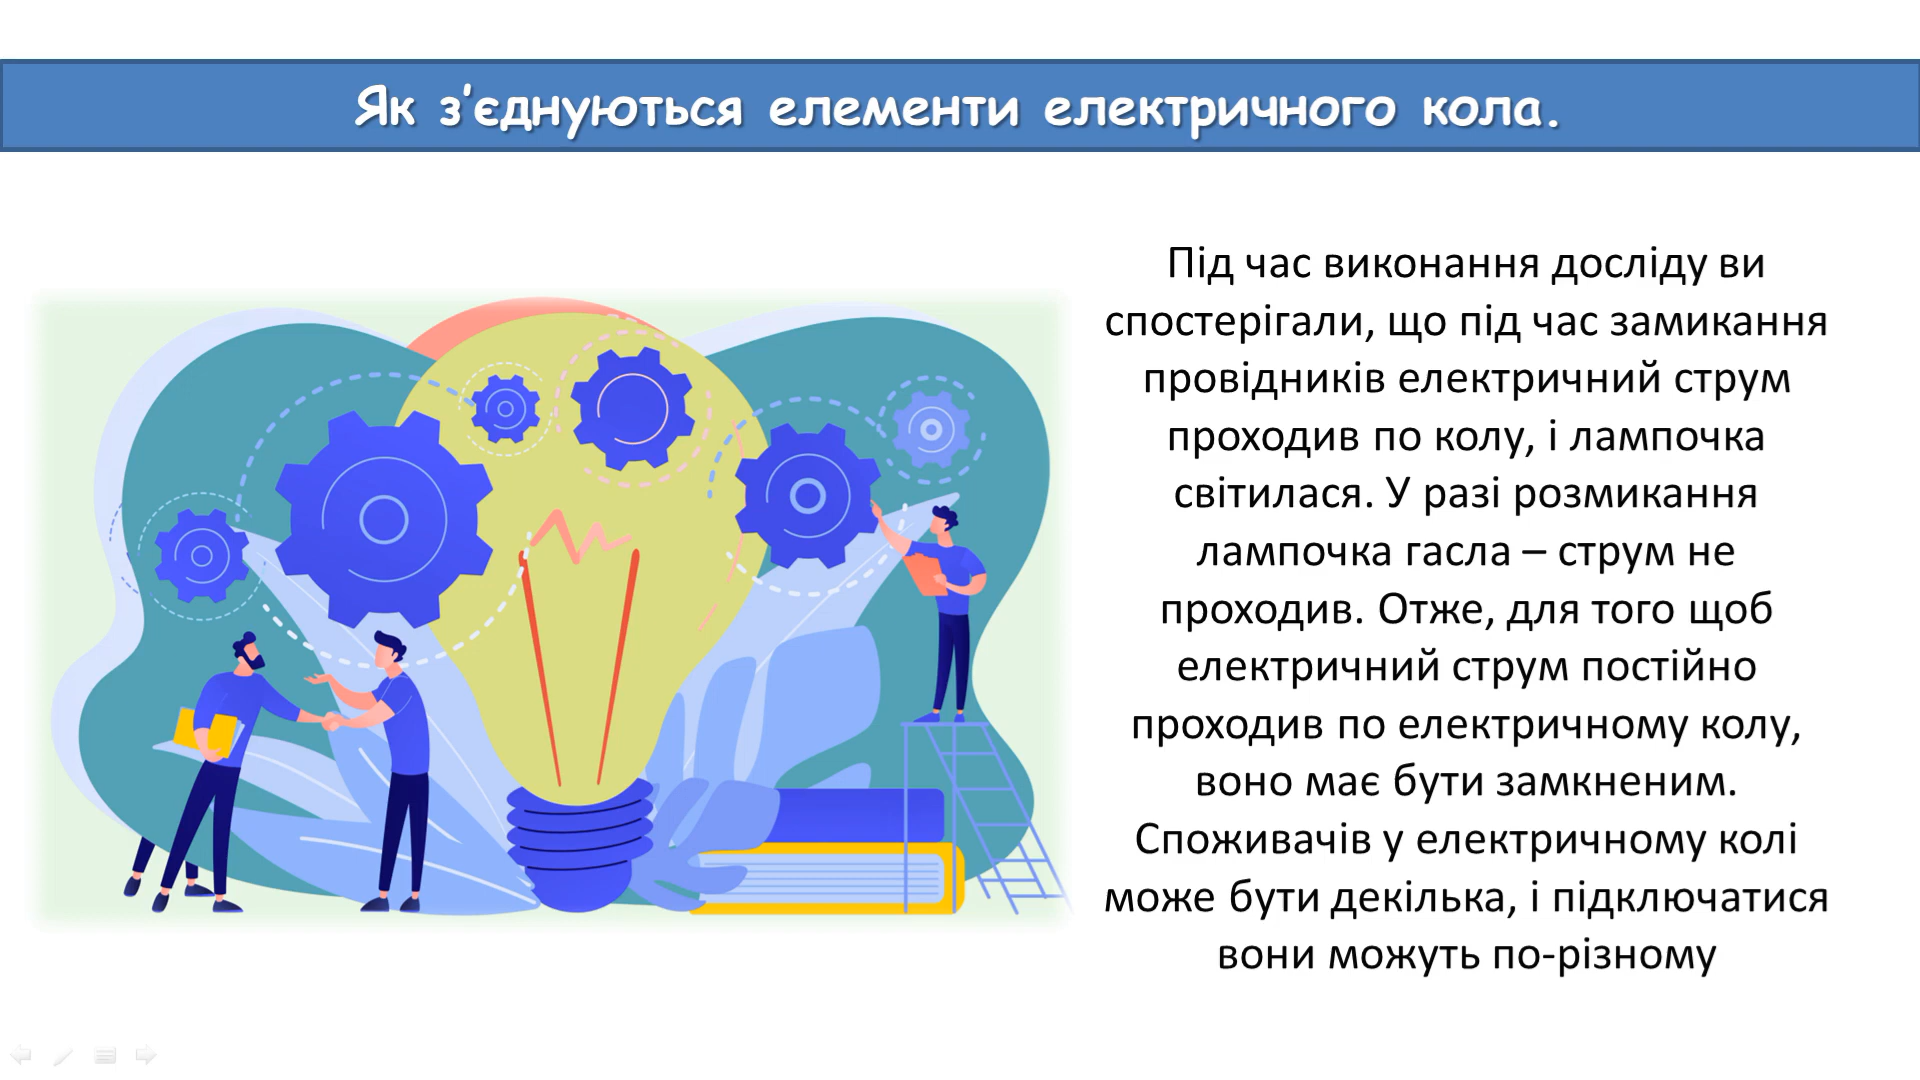 Як з’єднуються елементи електричного кола.
Під час виконання досліду ви
спостерігали, що під час замикання
провідників електричний струм
проходив по колу, і лампочка
світилася. У разі розмикання
лампочка гасла – струм не
проходив. Отже, для того щоб
електричний струм постійно
проходив по електричному колу,
воно має бути замкненим.
Споживачів у електричному колі
може бути декілька, і підключатися
вони можуть по-різному